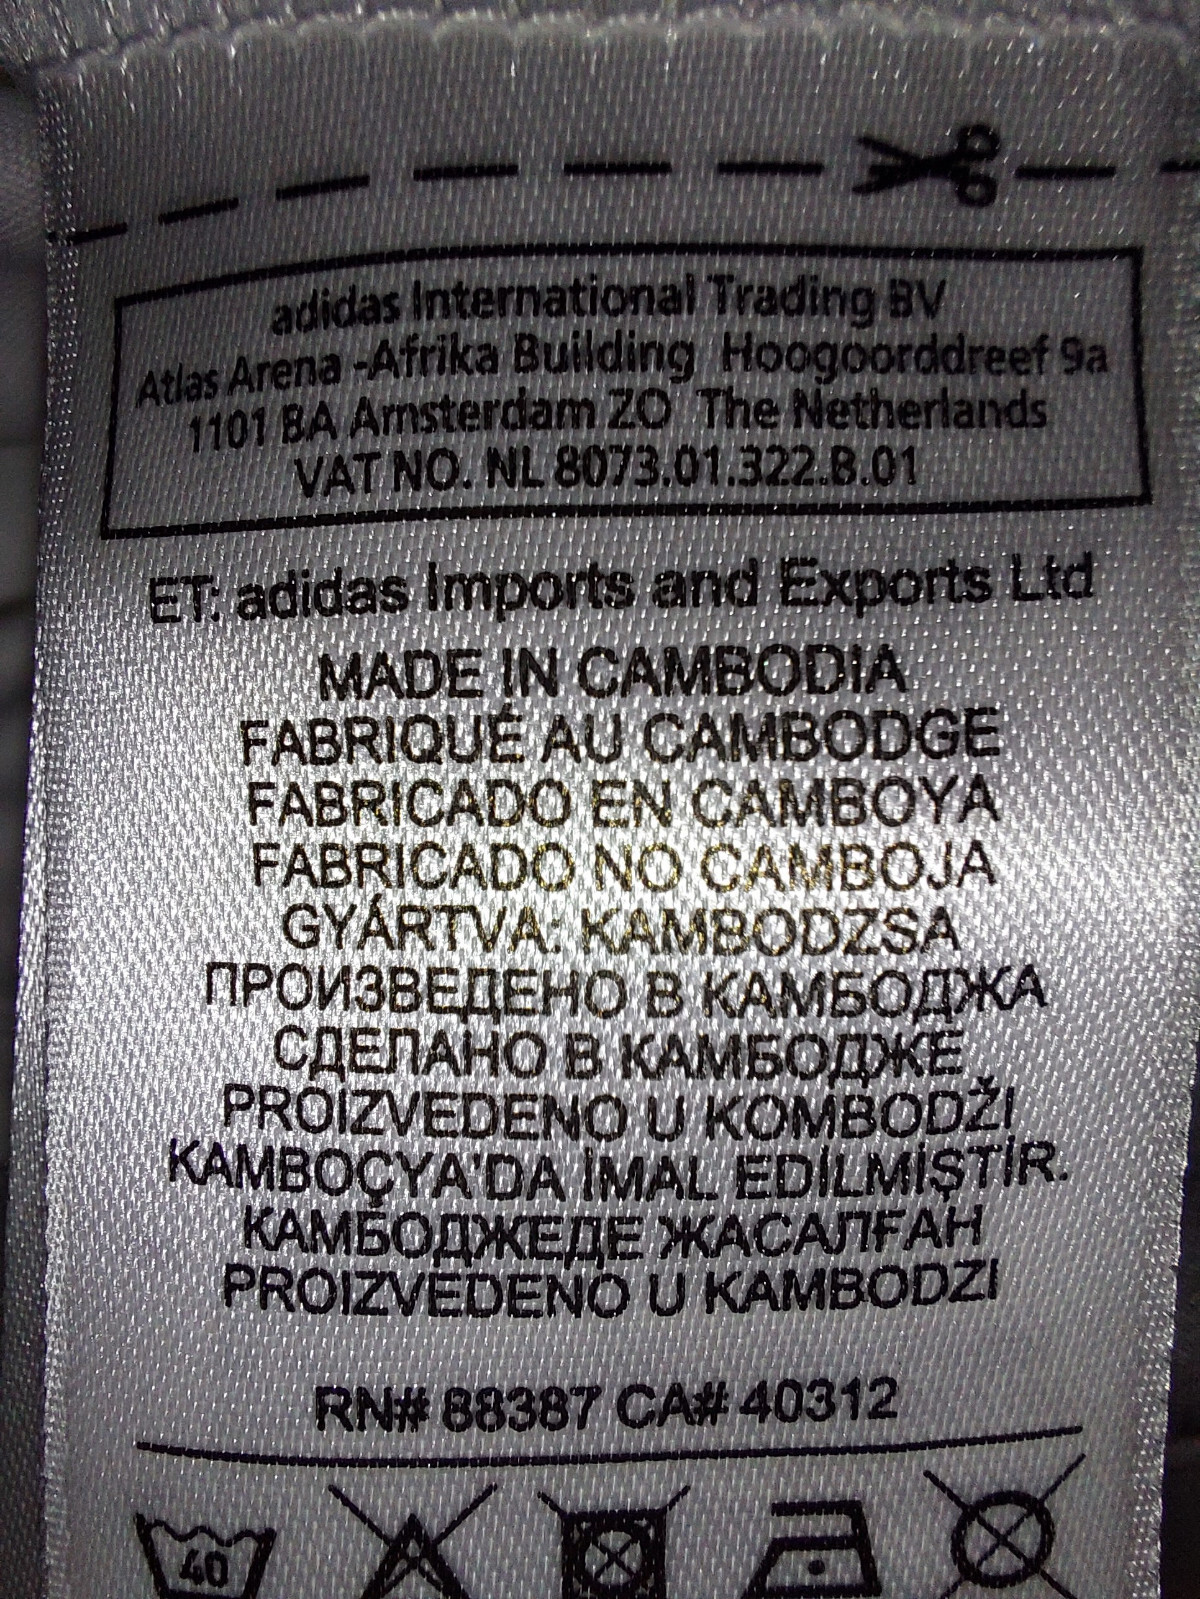 adidas International Trading BV
Atlas Arena -Afrika Building Hoogoorddreef 9a
1101 BA Amsterdam ZO The Netherlands
VAT NO. NL 8073.01.322.B.01
ET: adidas Imports and Exports Ltd
MADE IN CAMBODIA
FABRIQUÉ AU CAMBODGE
FABRICADO EN CAMBOYA
FABRICADO NO CAMBOJA
GYÁRTVA: KAMBODZSA
ПРОИЗВЕДЕНО В КАМБОДЖА
СДЕЛАНО В КАМБОДЖЕ
PROIZVEDENO U KOMBODŽI
KAMBOÇYA'DA İMAL EDİLMİŞTİR.
КАМБОДЖЕДЕ ЖАСАЛҒАН
PROIZVEDENO U KAMBODZI
RN# 88387 CA# 40312
40